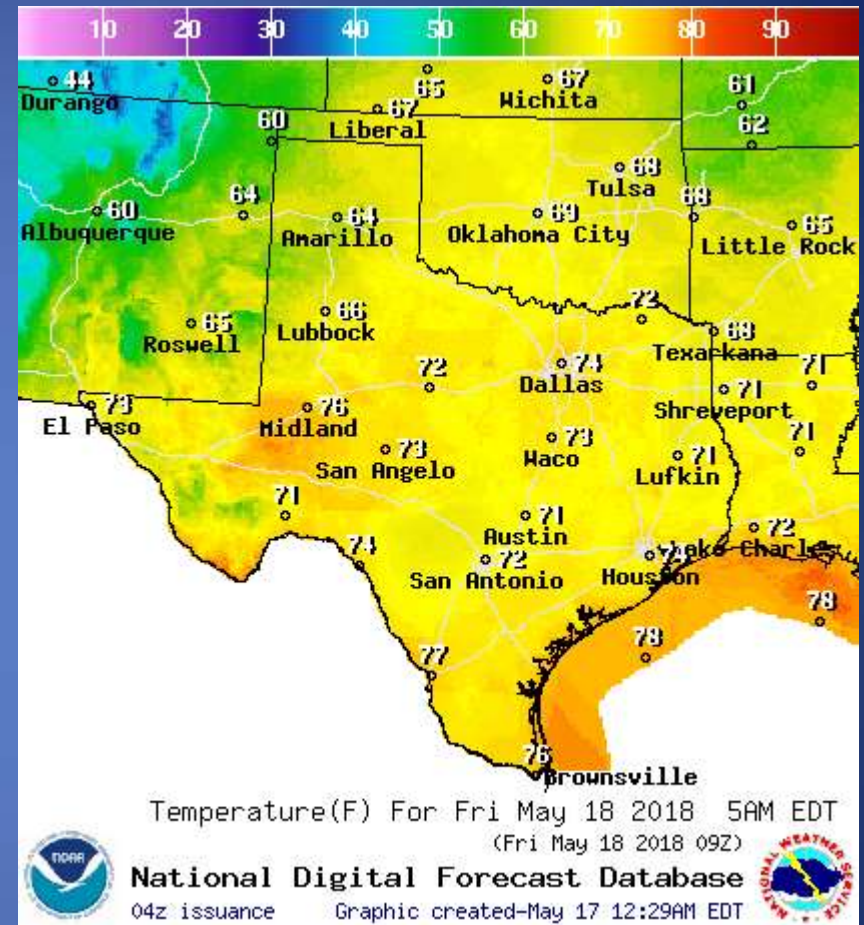 10 20 30 40 50 60 70 80 90
44
Durango
65
67
Wichita
67
Liberal
61
62
60
68
Tulsa
60
Albuquerque
64
64
Amarillo
69
Oklahoma City
68
65
Little Rock
65
Roswell
66
Lubbock
72
68
Texarkana
72
74
Dallas
71
Shreveport
71
73
El Paso
76
Midland
73
San Angelo
73
Waco
71
Lufkin
71
71
71
Austin
72
Lake Charles
74
72
San Antonio
Houston
78
78
77
76
Brownsville
Temperature(F) For Fri May 18 2018 5AM EDT
(Fri May 18 2018 09Z)
NOAA
National Digital Forecast Database
NATIONAL WEATHER SERVICE
04z issuance Graphic created-May 17 12:29AM EDT